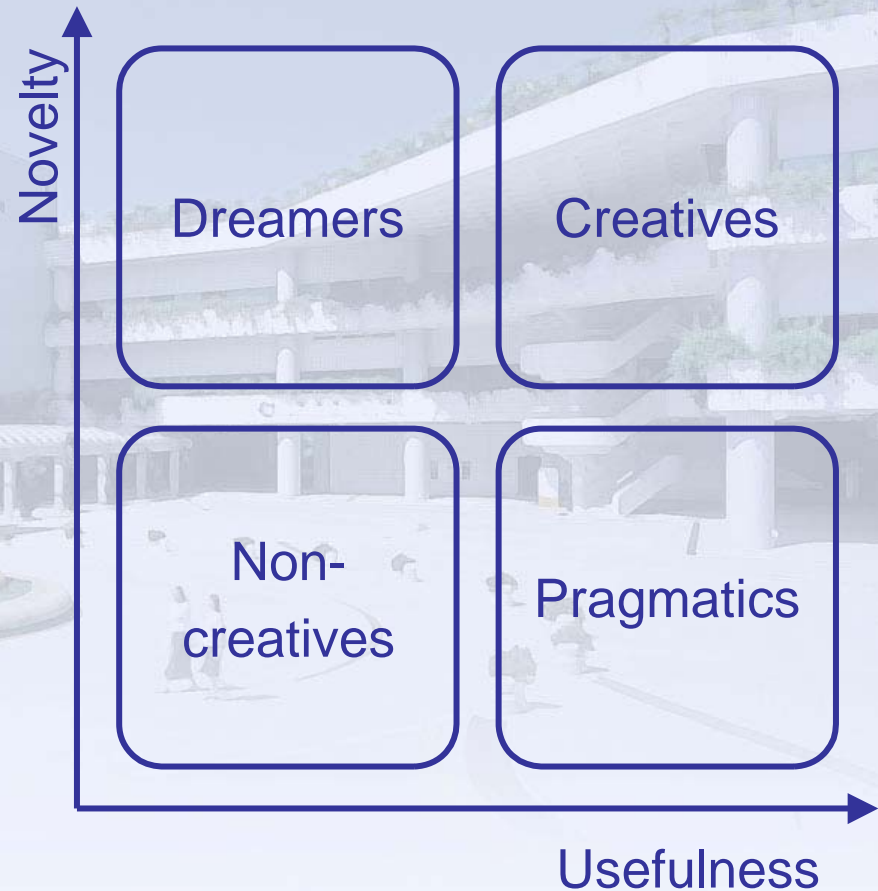 Novelty
Dreamers
Creatives
Non-
creatives
Pragmatics
Usefulness